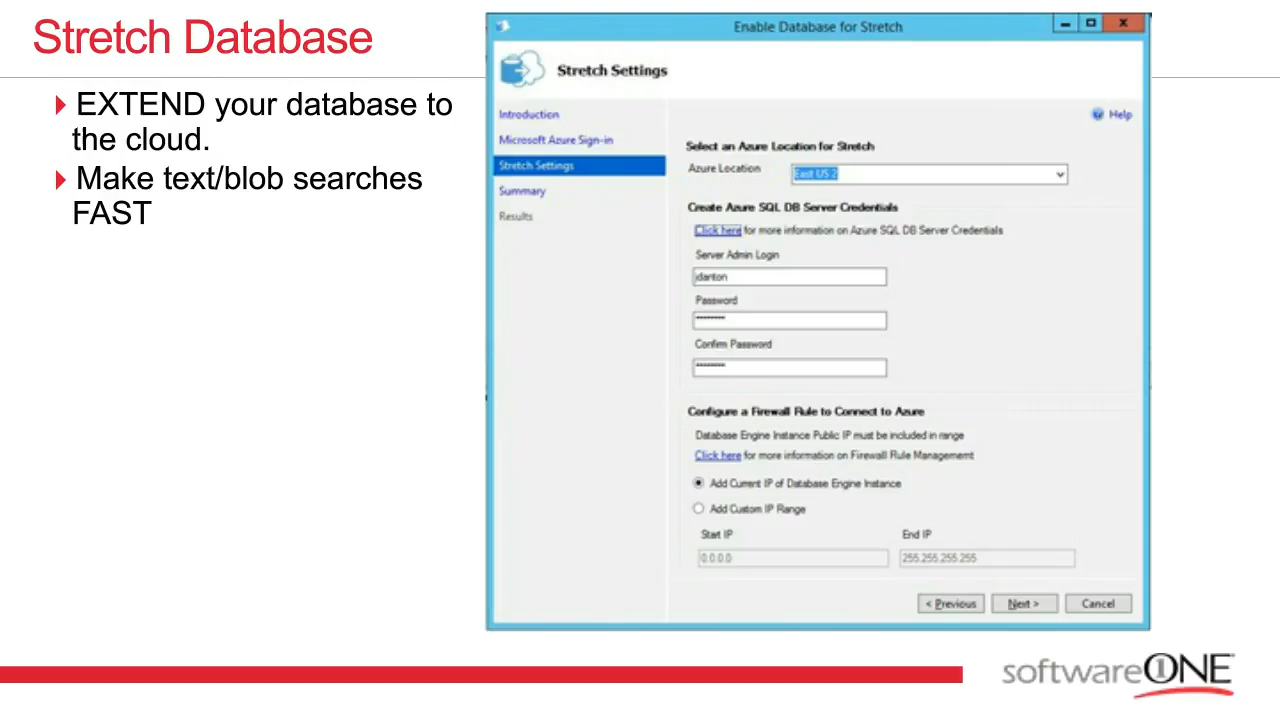 Stretch Database
EXTEND your database to
the cloud.
Make text/blob searches
FAST
Enable Database for Stretch
Stretch Settings
Introduction
Microsoft Azure Sign-in
Stretch Settings
Summary
Results
Help
Select an Azure Location for Stretch
Azure Location
East US 2
Create Azure SQL DB Server Credentials
Click here for more information on Azure SQL DB Server Credentials
Server Admin Login
jdanton
Password
********
Confirm Password
********
Configure a Firewall Rule to Connect to Azure
Database Engine Instance Public IP must be included in range
Click here for more information on Firewall Rule Management
Add Current IP of Database Engine Instance
Add Custom IP Range
Start IP End IP
0.0.0.0 255.255.255.255
< Previous Next > Cancel
softwareONE